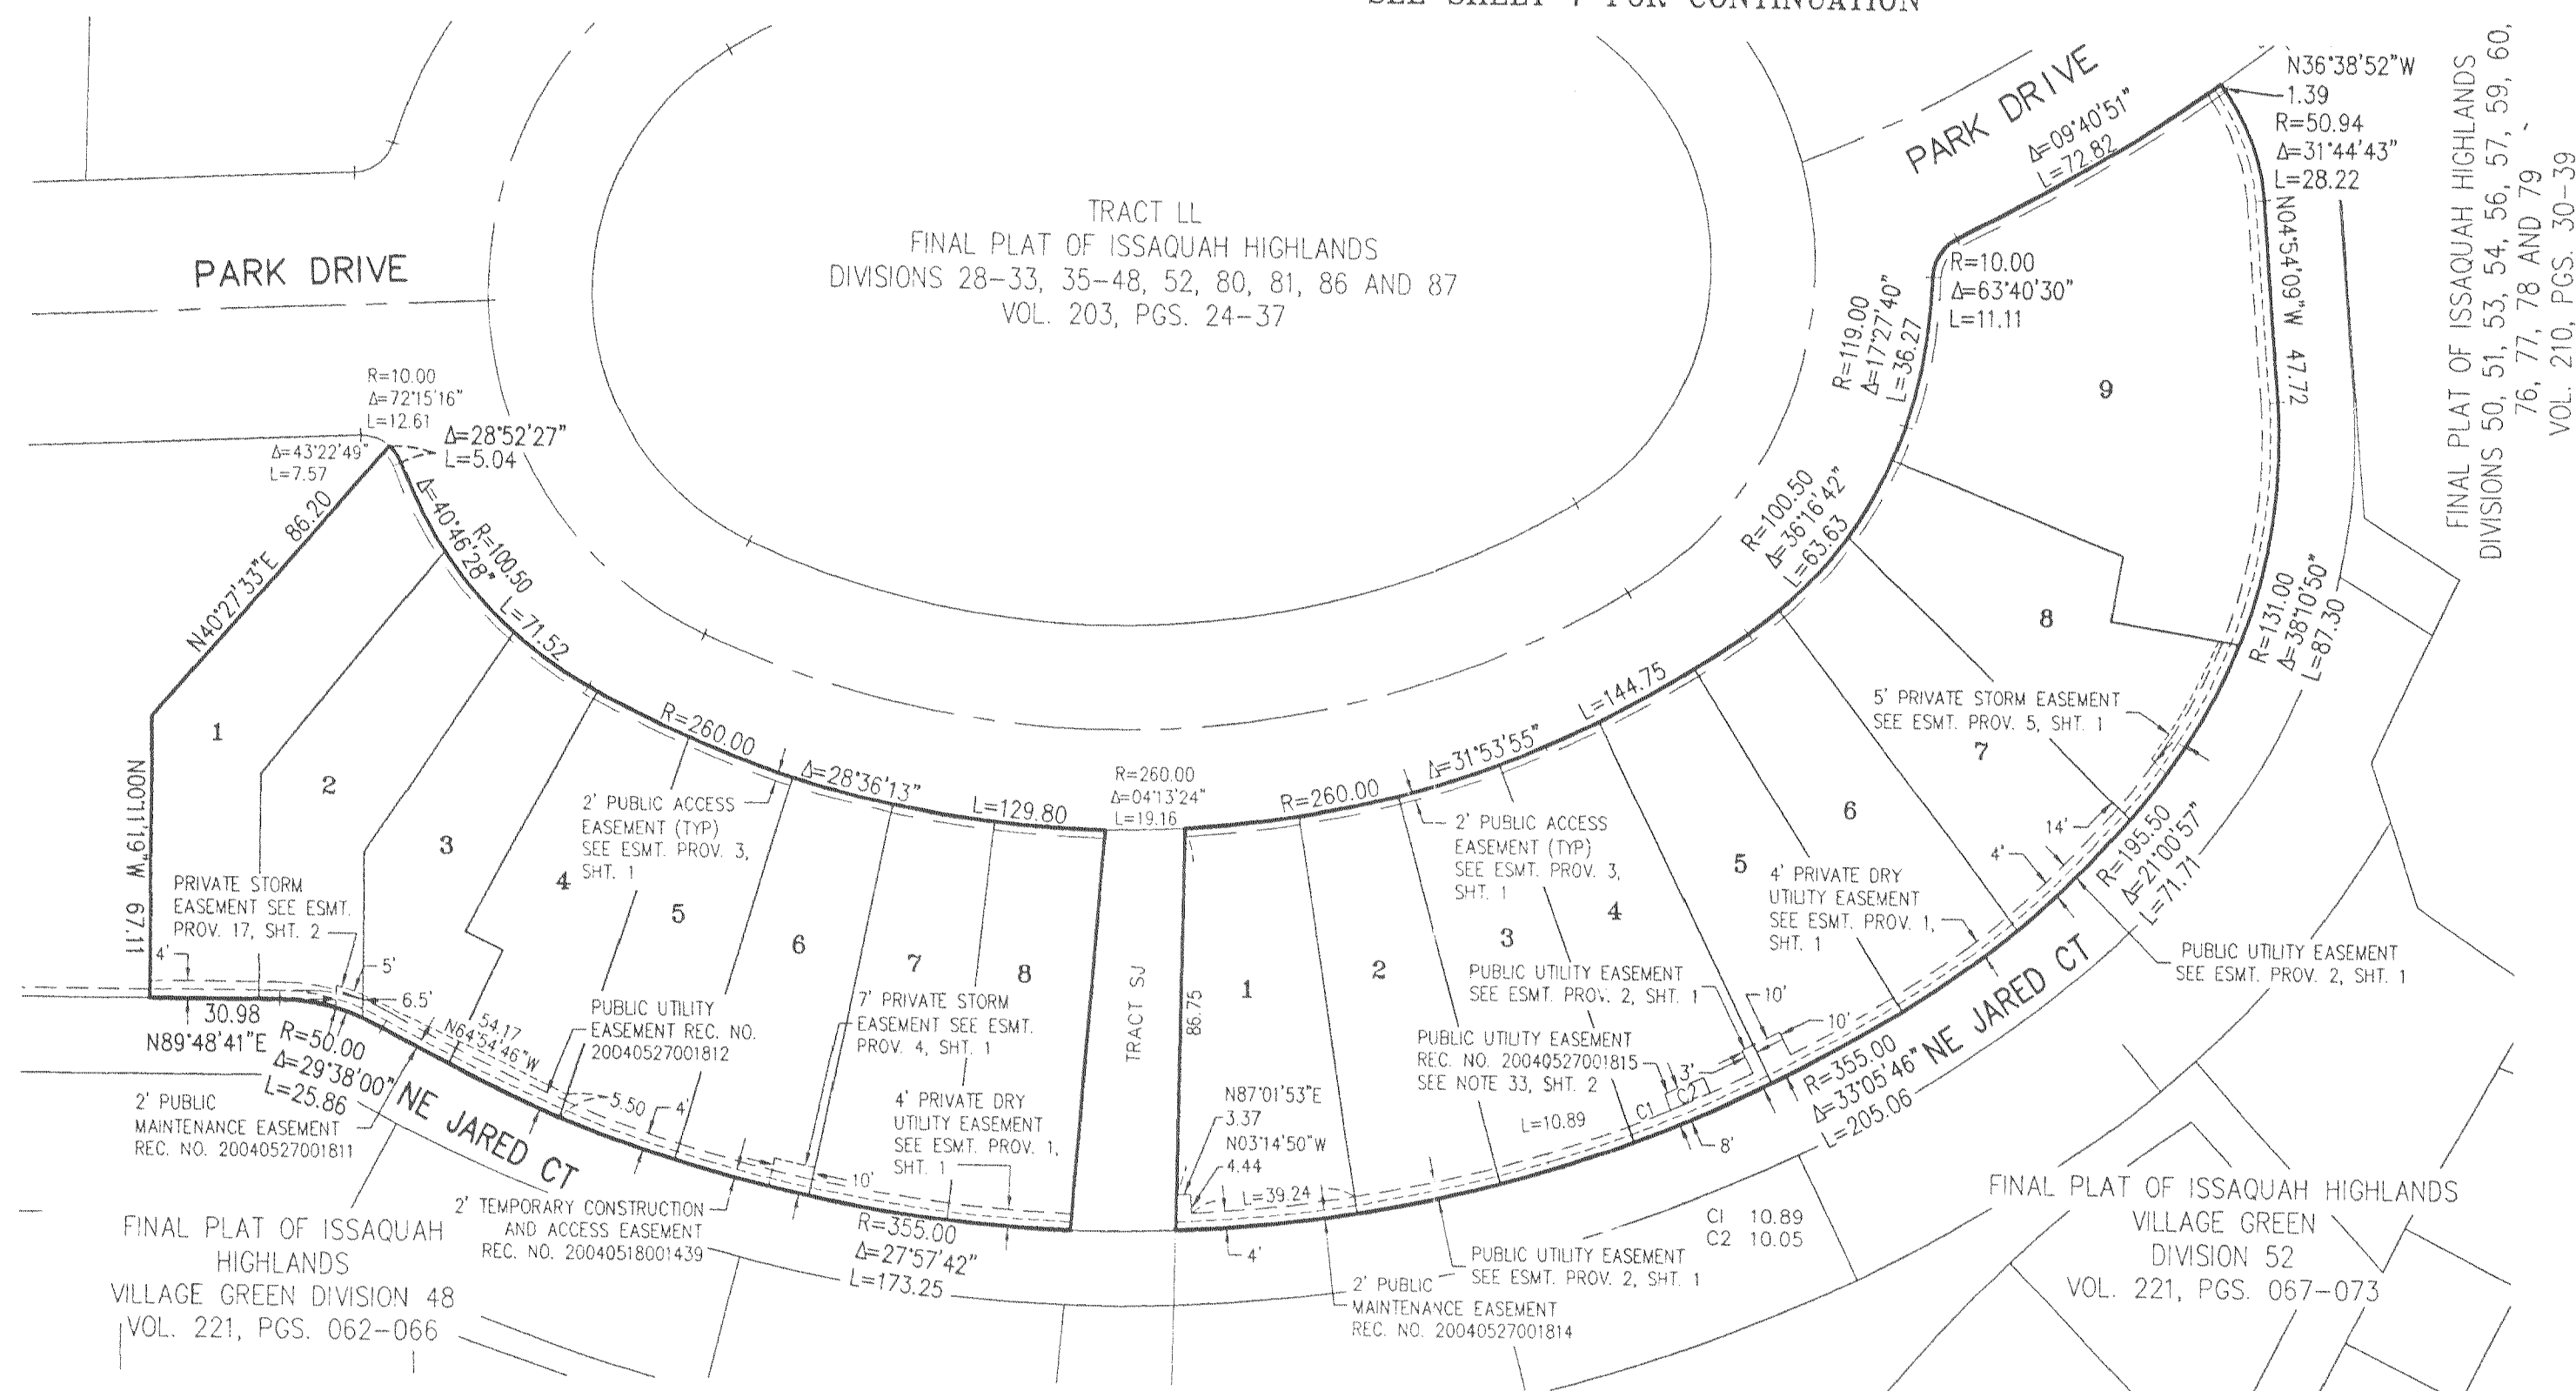 SEE SHEET 7 FOR CONTINUATION
TRACT LL
FINAL PLAT OF ISSAQUAH HIGHLANDS
DIVISIONS 28-33, 35-48, 52, 80, 81, 86 AND 87
VOL. 203, PGS. 24-37
PARK DRIVE
PARK DRIVE
Δ=09°40'51"
L=72.82
N36°38'52"W
1.39
R=50.94
Δ=31°44'43"
L=28.22
N04°54'09"W 47.72
FINAL PLAT OF ISSAQUAH HIGHLANDS
DIVISIONS 50, 51, 53, 54, 56, 57, 59, 60,
76, 77, 78 AND 79
VOL. 210, PGS. 30-39
R=10.00
Δ=63°40'30"
L=11.11
R=119.00
Δ=17°27'40"
L=36.27
R=10.00
Δ=72°15'16"
L=12.61
Δ=28°52'27"
L=5.04
Δ=43°22'49"
L=7.57
N40°27'33"E 86.20
Δ=40°46'28"
R=100.50
L=71.52
R=100.50
Δ=36°16'42"
L=63.63
9
8
R=131.00
Δ=38°10'50"
L=87.30
N00°11'19"W 67.11
1
2
3
4
5
6
7
8
R=260.00
Δ=28°36'13"
L=129.80
R=260.00
Δ=04°13'24"
L=19.16
R=260.00
Δ=31°53'55"
L=144.75
2' PUBLIC ACCESS
EASEMENT (TYP)
SEE ESMT. PROV. 3,
SHT. 1
2' PUBLIC ACCESS
EASEMENT (TYP)
SEE ESMT. PROV. 3,
SHT. 1
5' PRIVATE STORM EASEMENT
SEE ESMT. PROV. 5, SHT. 1
7
6
5
4
3
2
1
4' PRIVATE DRY
UTILITY EASEMENT
SEE ESMT. PROV. 1,
SHT. 1
14'
4'
R=195.50
Δ=21°00'57"
L=71.71
PRIVATE STORM
EASEMENT SEE ESMT.
PROV. 17, SHT. 2
4'
5'
6.5'
30.98
N89°48'41"E
R=50.00
Δ=29°38'00"
L=25.86
54.17
N64°54'46"W
PUBLIC UTILITY
EASEMENT REC. NO.
20040527001812
7' PRIVATE STORM
EASEMENT SEE ESMT.
PROV. 4, SHT. 1
4' PRIVATE DRY
UTILITY EASEMENT
SEE ESMT. PROV. 1,
SHT. 1
TRACT SJ
86.75
PUBLIC UTILITY EASEMENT
SEE ESMT. PROV. 2, SHT. 1
PUBLIC UTILITY EASEMENT
REC. NO. 20040527001815
SEE NOTE 33, SHT. 2
10'
10'
3'
C1
C2
L=10.89
8'
PUBLIC UTILITY EASEMENT
SEE ESMT. PROV. 2, SHT. 1
NE JARED CT
R=355.00
Δ=33°05'46"
L=205.06
N87°01'53"E
3.37
N03°14'50"W
4.44
L=39.24
5.50
4'
10'
2' PUBLIC
MAINTENANCE EASEMENT
REC. NO. 20040527001811
NE JARED CT
2' TEMPORARY CONSTRUCTION
AND ACCESS EASEMENT
REC. NO. 20040518001439
R=355.00
Δ=27°57'42"
L=173.25
4'
2' PUBLIC
MAINTENANCE EASEMENT
REC. NO. 20040527001814
PUBLIC UTILITY EASEMENT
SEE ESMT. PROV. 2, SHT. 1
C1 10.89
C2 10.05
FINAL PLAT OF ISSAQUAH
HIGHLANDS
VILLAGE GREEN DIVISION 48
VOL. 221, PGS. 062-066
FINAL PLAT OF ISSAQUAH HIGHLANDS
VILLAGE GREEN
DIVISION 52
VOL. 221, PGS. 067-073